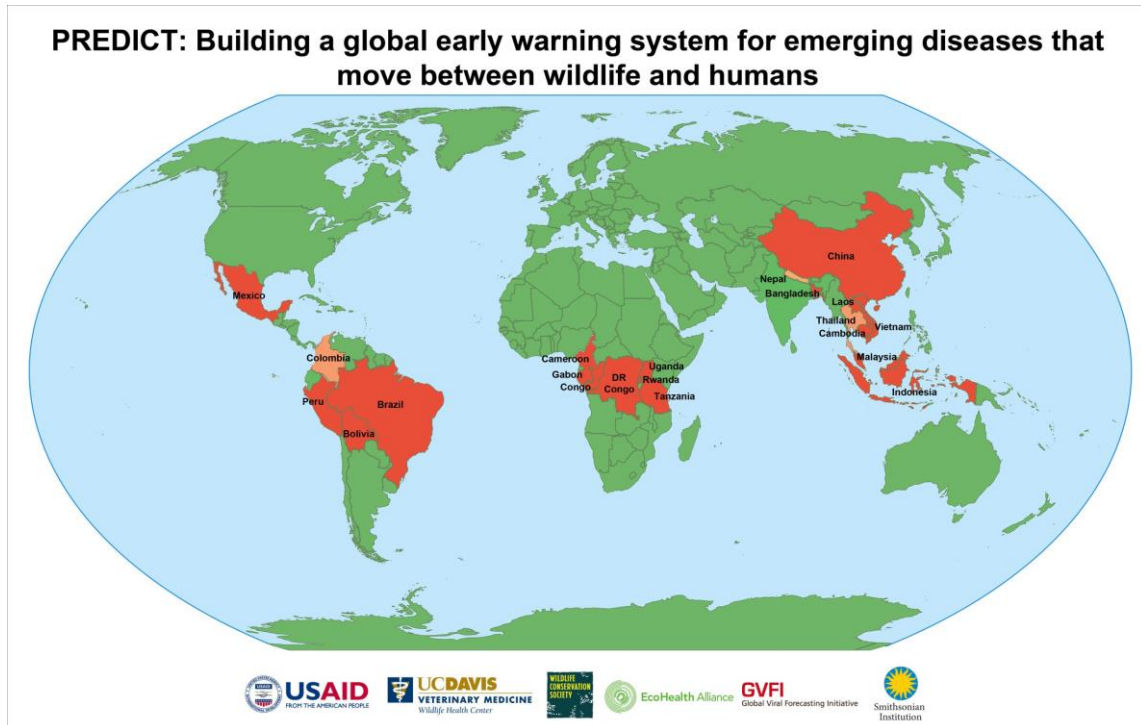 PREDICT: Building a global early warning system for emerging diseases that
move between wildlife and humans
China
Nepal
Bangladesh
Mexico
Laos
Thailand
Vietnam
Cambodia
Colombia
Cameroon
Malaysia
Uganda
Gabon
DR
Congo
Rwanda
Congo
Indonesia
Peru
Brazil
Tanzania
Bolivia
USAID
USAID
FROM THE AMERICAN PEOPLE
UCDAVIS
VETERINARY MEDICINE
Wildlife Health Center
WILDLIFE
CONSERVATION
SOCIETY
EcoHealth Alliance
GVFI
Global Viral Forecasting Initiative
Smithsonian
Institution